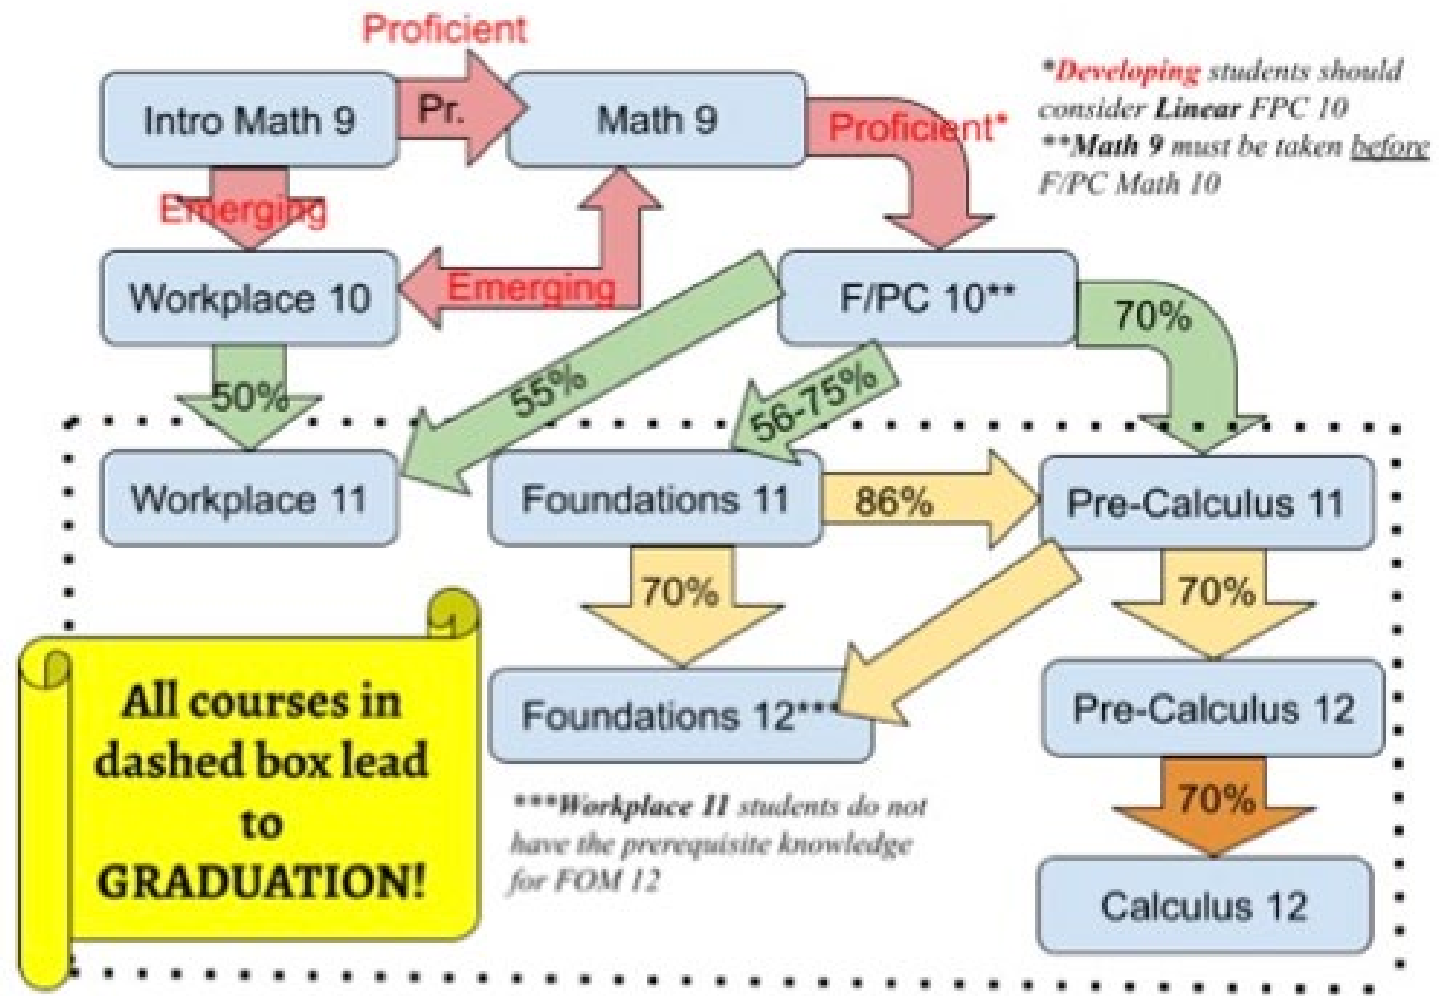 Proficient
Intro Math 9
Pr.
Math 9
Proficient*
*Developing students should
consider Linear FPC 10
**Math 9 must be taken before
F/PC Math 10
Emerging
Workplace 10
Emerging
F/PC 10**
70%
50%
55%
56-75%
Workplace 11
Foundations 11
86%
Pre-Calculus 11
70%
70%
All courses in
dashed box lead
to
GRADUATION!
Foundations 12***
Pre-Calculus 12
***Workplace 11 students do not
have the prerequisite knowledge
for FOM 12
70%
Calculus 12